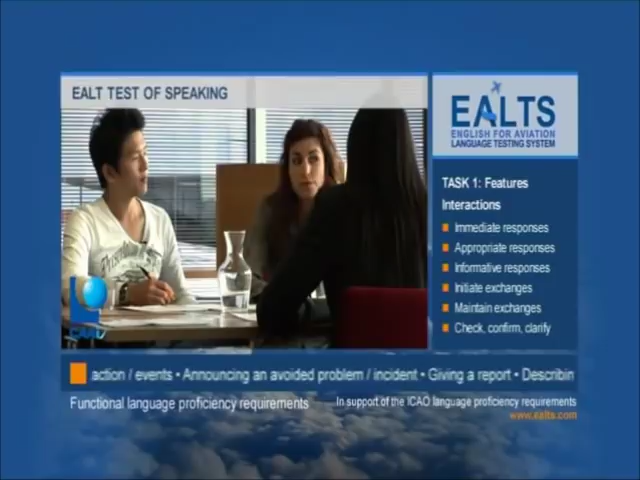 EALT TEST OF SPEAKING
EALTS
ENGLISH FOR AVIATION
LANGUAGE TESTING SYSTEM
TASK 1: Features
Interactions
Immediate responses
Appropriate responses
Informative responses
Initiate exchanges
Maintain exchanges
Check, confirm, clarify
action / events • Announcing an avoided problem / incident • Giving a report • Describin
Functional language proficiency requirements
In support of the ICAO language proficiency requirements
www.ealts.com